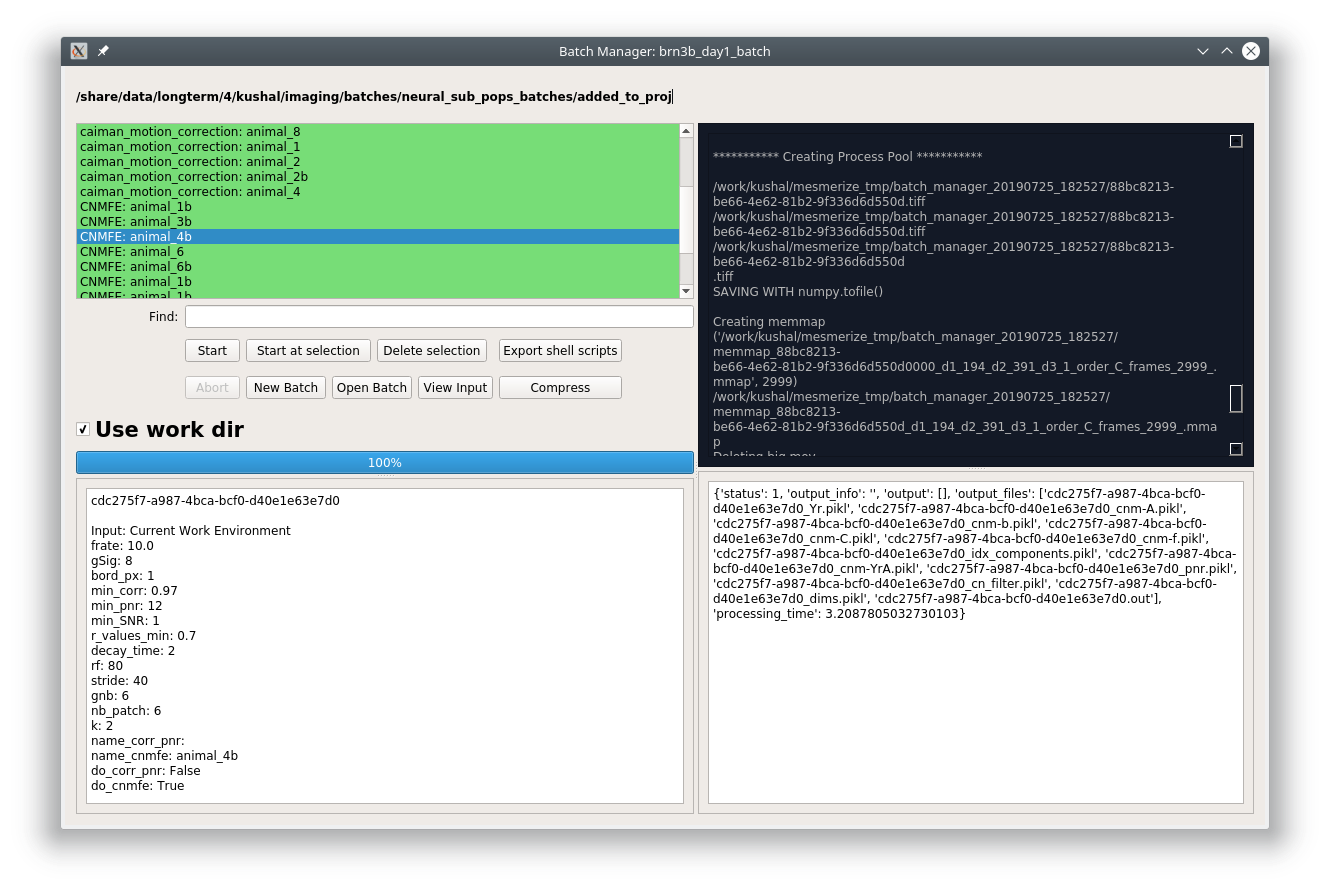 Batch Manager: brn3b_day1_batch
/share/data/longterm/4/kushal/imaging/batches/neural_sub_pops_batches/added_to_proj
caiman_motion_correction: animal_8
caiman_motion_correction: animal_1
caiman_motion_correction: animal_2
caiman_motion_correction: animal_2b
caiman_motion_correction: animal_4
CNMFE: animal_1b
CNMFE: animal_3b
CNMFE: animal_4b
CNMFE: animal_6
CNMFE: animal_6b
CNMFE: animal_1b
CNMFE: animal_1b
Find:
Start
Start at selection
Delete selection
Export shell scripts
Abort
New Batch
Open Batch
View Input
Compress
Use work dir
100%
cdc275f7-a987-4bca-bcf0-d40e1e63e7d0
Input: Current Work Environment
frate: 10.0
gSig: 8
bord_px: 1
min_corr: 0.97
min_pnr: 12
min_SNR: 1
r_values_min: 0.7
decay_time: 2
rf: 80
stride: 40
gnb: 6
nb_patch: 6
k: 2
name_corr_pnr:
name_cnmfe: animal_4b
do_corr_pnr: False
do_cnmfe: True
*********** Creating Process Pool ***********
/work/kushal/mesmerize_tmp/batch_manager_20190725_182527/88bc8213-
be66-4e62-81b2-9f336d6d550d.tiff
/work/kushal/mesmerize_tmp/batch_manager_20190725_182527/88bc8213-
be66-4e62-81b2-9f336d6d550d.tiff
/work/kushal/mesmerize_tmp/batch_manager_20190725_182527/88bc8213-
be66-4e62-81b2-9f336d6d550d
.tiff
SAVING WITH numpy.tofile()
Creating memmap
('/work/kushal/mesmerize_tmp/batch_manager_20190725_182527/
memmap_88bc8213-
be66-4e62-81b2-9f336d6d550d0000_d1_194_d2_391_d3_1_order_C_frames_2999_.
mmap', 2999)
/work/kushal/mesmerize_tmp/batch_manager_20190725_182527/
memmap_88bc8213-
be66-4e62-81b2-9f336d6d550d_d1_194_d2_391_d3_1_order_C_frames_2999_.mma
p
Deleting big mov
{'status': 1, 'output_info': '', 'output': [], 'output_files': ['cdc275f7-a987-4bca-bcf0-
d40e1e63e7d0_Yr.pikl', 'cdc275f7-a987-4bca-bcf0-d40e1e63e7d0_cnm-A.pikl',
'cdc275f7-a987-4bca-bcf0-d40e1e63e7d0_cnm-b.pikl', 'cdc275f7-a987-4bca-bcf0-
d40e1e63e7d0_cnm-C.pikl', 'cdc275f7-a987-4bca-bcf0-d40e1e63e7d0_cnm-f.pikl',
'cdc275f7-a987-4bca-bcf0-d40e1e63e7d0_idx_components.pikl', 'cdc275f7-a987-4bca-
bcf0-d40e1e63e7d0_cnm-YrA.pikl', 'cdc275f7-a987-4bca-bcf0-d40e1e63e7d0_pnr.pikl',
'cdc275f7-a987-4bca-bcf0-d40e1e63e7d0_cn_filter.pikl', 'cdc275f7-a987-4bca-bcf0-
d40e1e63e7d0_dims.pikl', 'cdc275f7-a987-4bca-bcf0-d40e1e63e7d0.out'],
'processing_time': 3.2087805032730103}